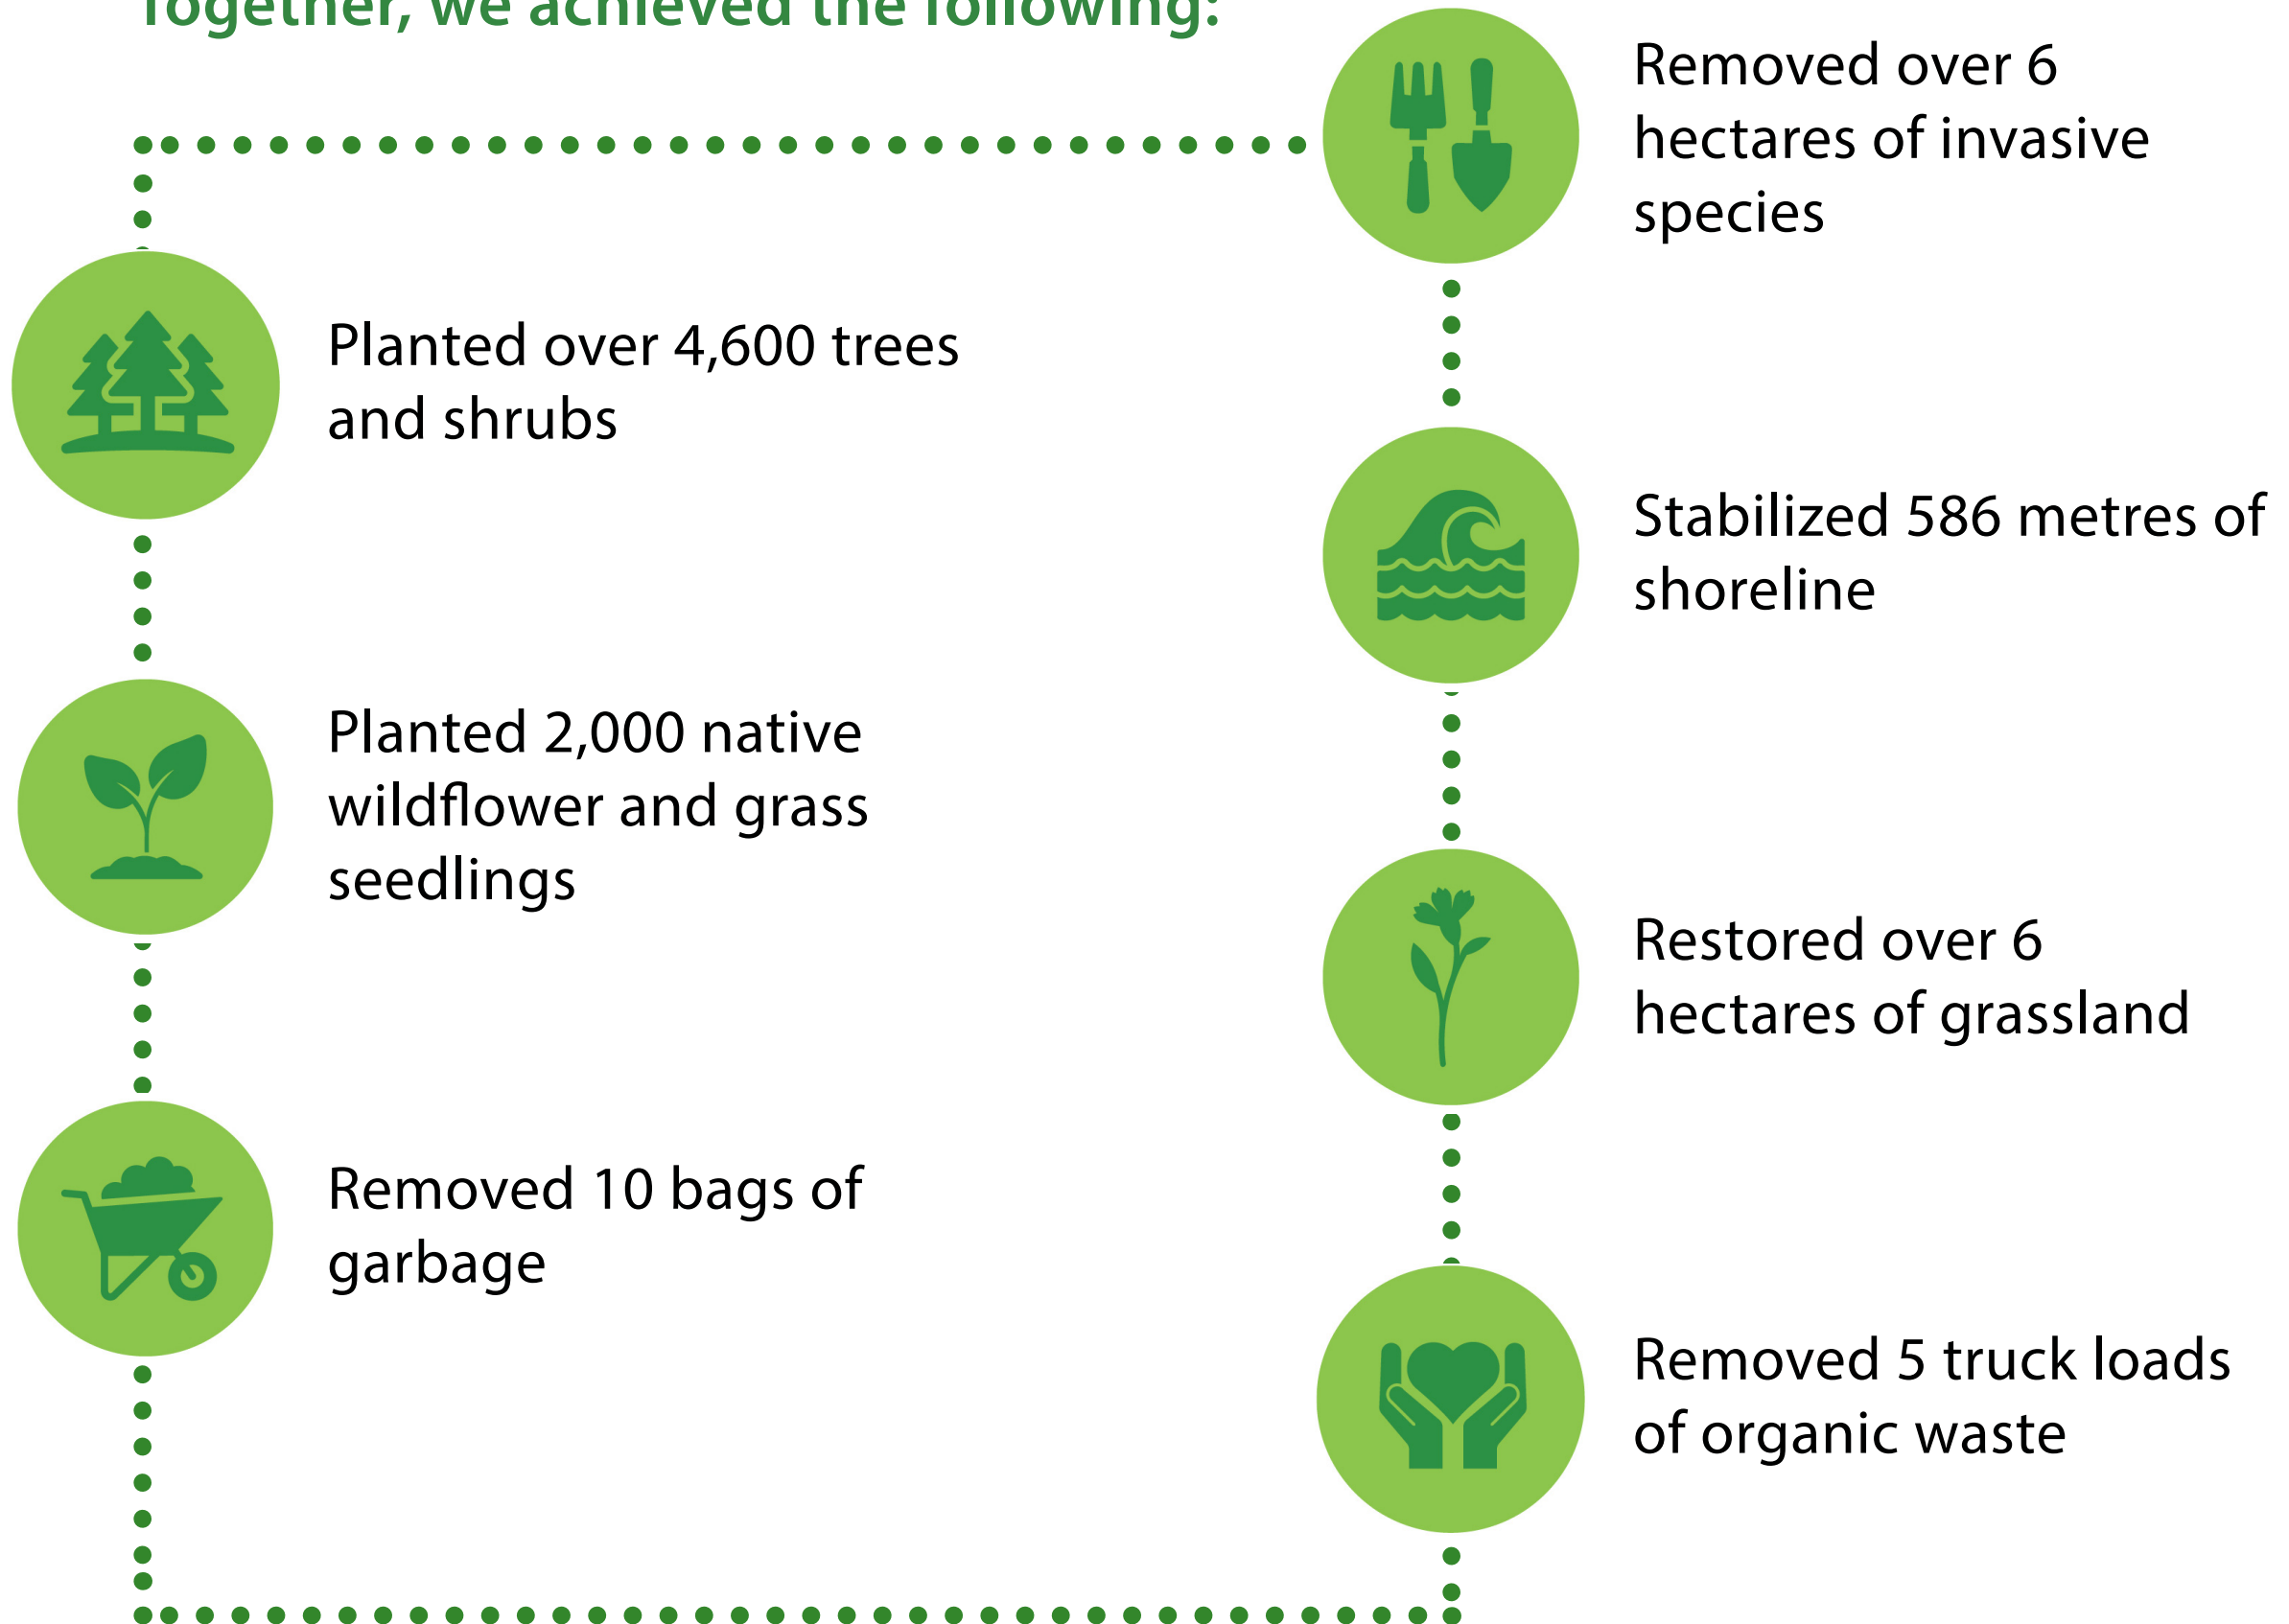 Together, we achieved the following:
Planted over 4,600 trees
and shrubs
Planted 2,000 native
wildflower and grass
seedlings
Removed 10 bags of
garbage
Removed over 6
hectares of invasive
species
Stabilized 586 metres of
shoreline
Restored over 6
hectares of grassland
Removed 5 truck loads
of organic waste